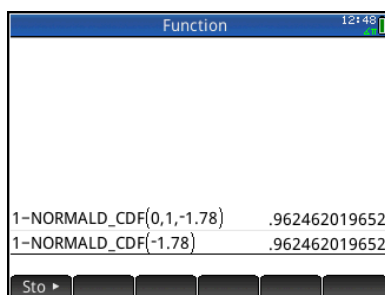 Function
12:48
∡π
1-NORMALD_CDF(0,1,-1.78) .962462019652
1-NORMALD_CDF(-1.78) .962462019652
Sto ▸